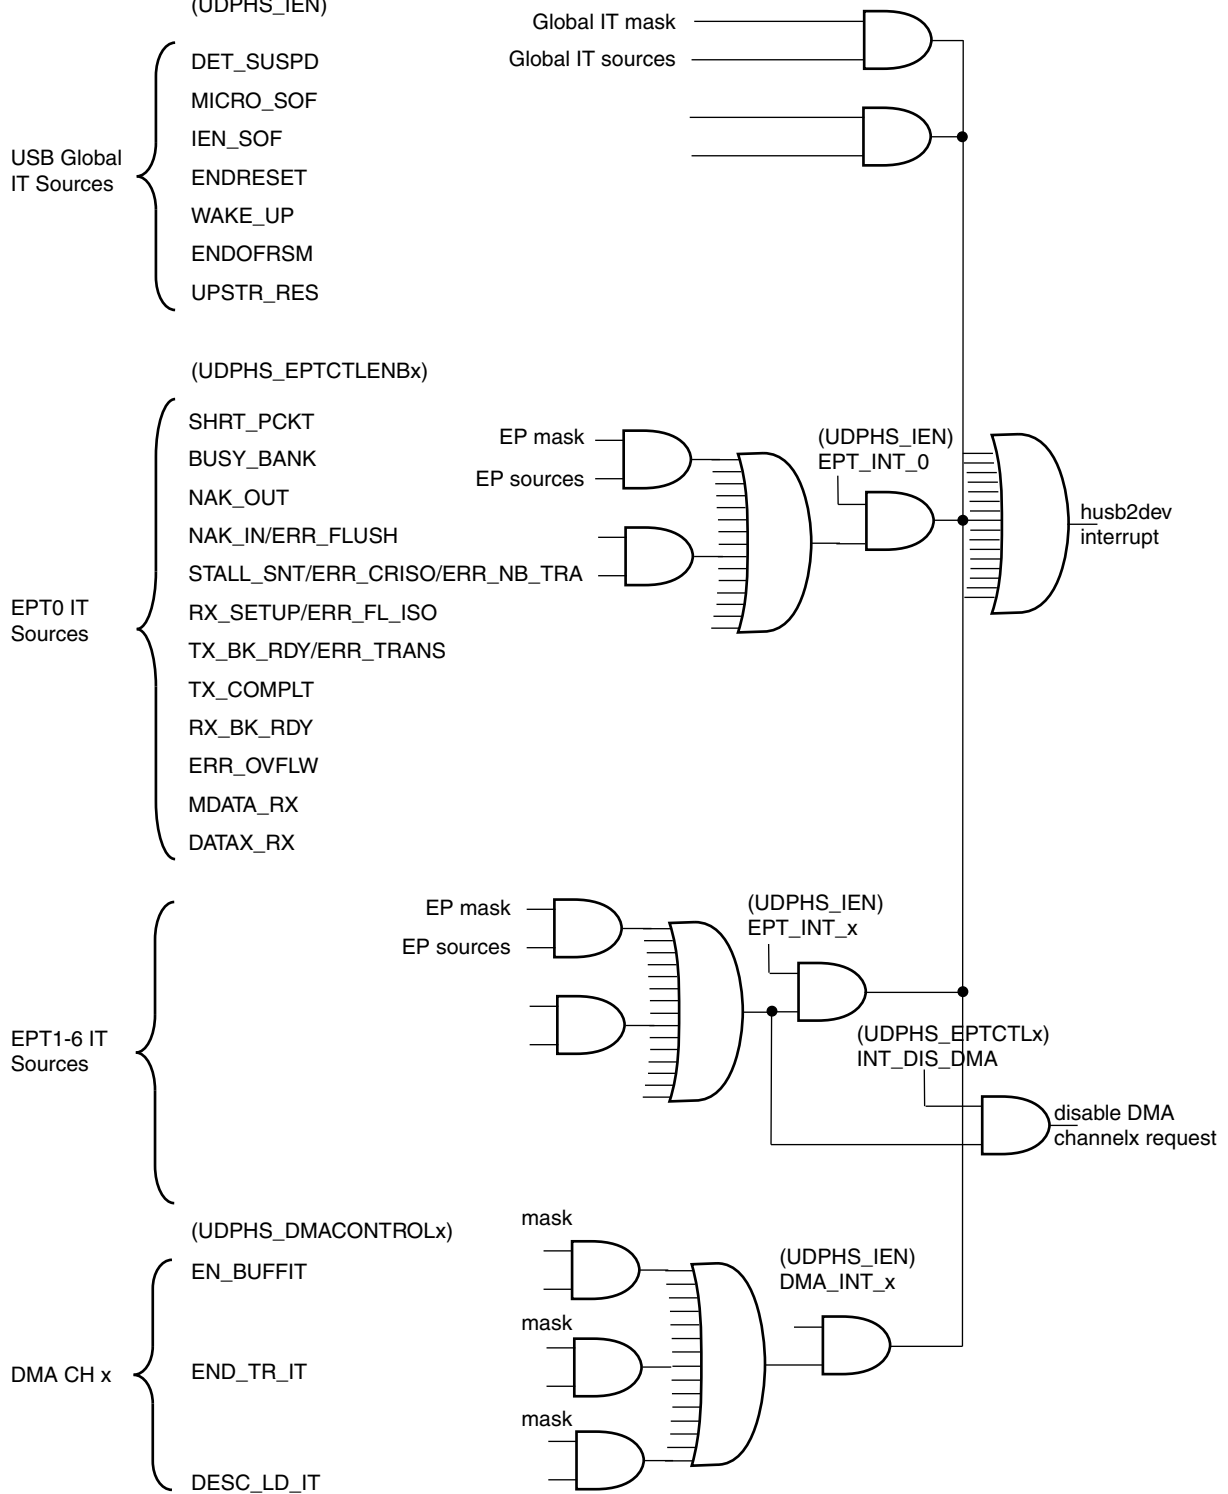 (UDPHS_IEN)
Global IT mask
Global IT sources
DET_SUSPD
MICRO_SOF
IEN_SOF
USB Global
IT Sources
ENDRESET
WAKE_UP
ENDOFRSM
UPSTR_RES
(UDPHS_EPTCTLENBx)
SHRT_PCKT
BUSY_BANK
NAK_OUT
NAK_IN/ERR_FLUSH
STALL_SNT/ERR_CRISO/ERR_NB_TRA
EPT0 IT
Sources
RX_SETUP/ERR_FL_ISO
TX_BK_RDY/ERR_TRANS
TX_COMPLT
RX_BK_RDY
ERR_OVFLW
MDATA_RX
DATAX_RX
EP mask
EP sources
(UDPHS_IEN)
EPT_INT_0
husb2dev
interrupt
EP mask
EP sources
(UDPHS_IEN)
EPT_INT_x
EPT1-6 IT
Sources
(UDPHS_EPTCTLx)
INT_DIS_DMA
disable DMA
channelx request
(UDPHS_DMACONTROLx)
mask
EN_BUFFIT
(UDPHS_IEN)
DMA_INT_x
mask
DMA CH x
END_TR_IT
mask
DESC_LD_IT